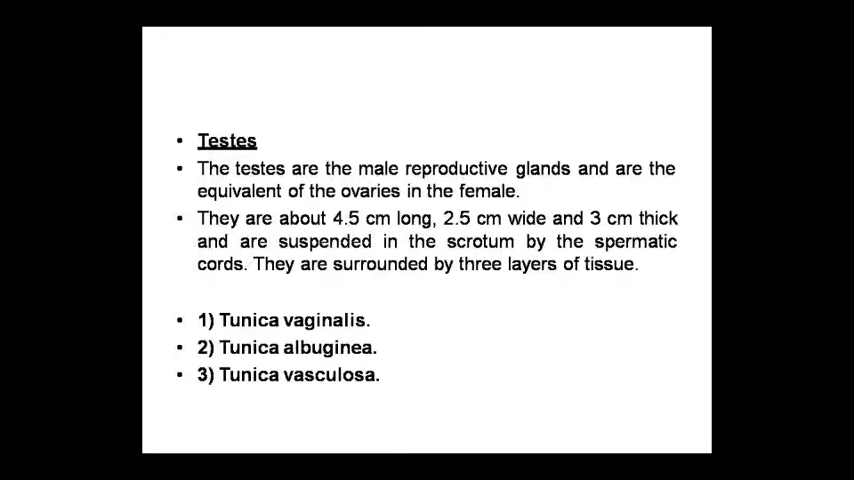 • Testes
• The testes are the male reproductive glands and are the
equivalent of the ovaries in the female.
• They are about 4.5 cm long, 2.5 cm wide and 3 cm thick
and are suspended in the scrotum by the spermatic
cords. They are surrounded by three layers of tissue.
• 1) Tunica vaginalis.
• 2) Tunica albuginea.
• 3) Tunica vasculosa.